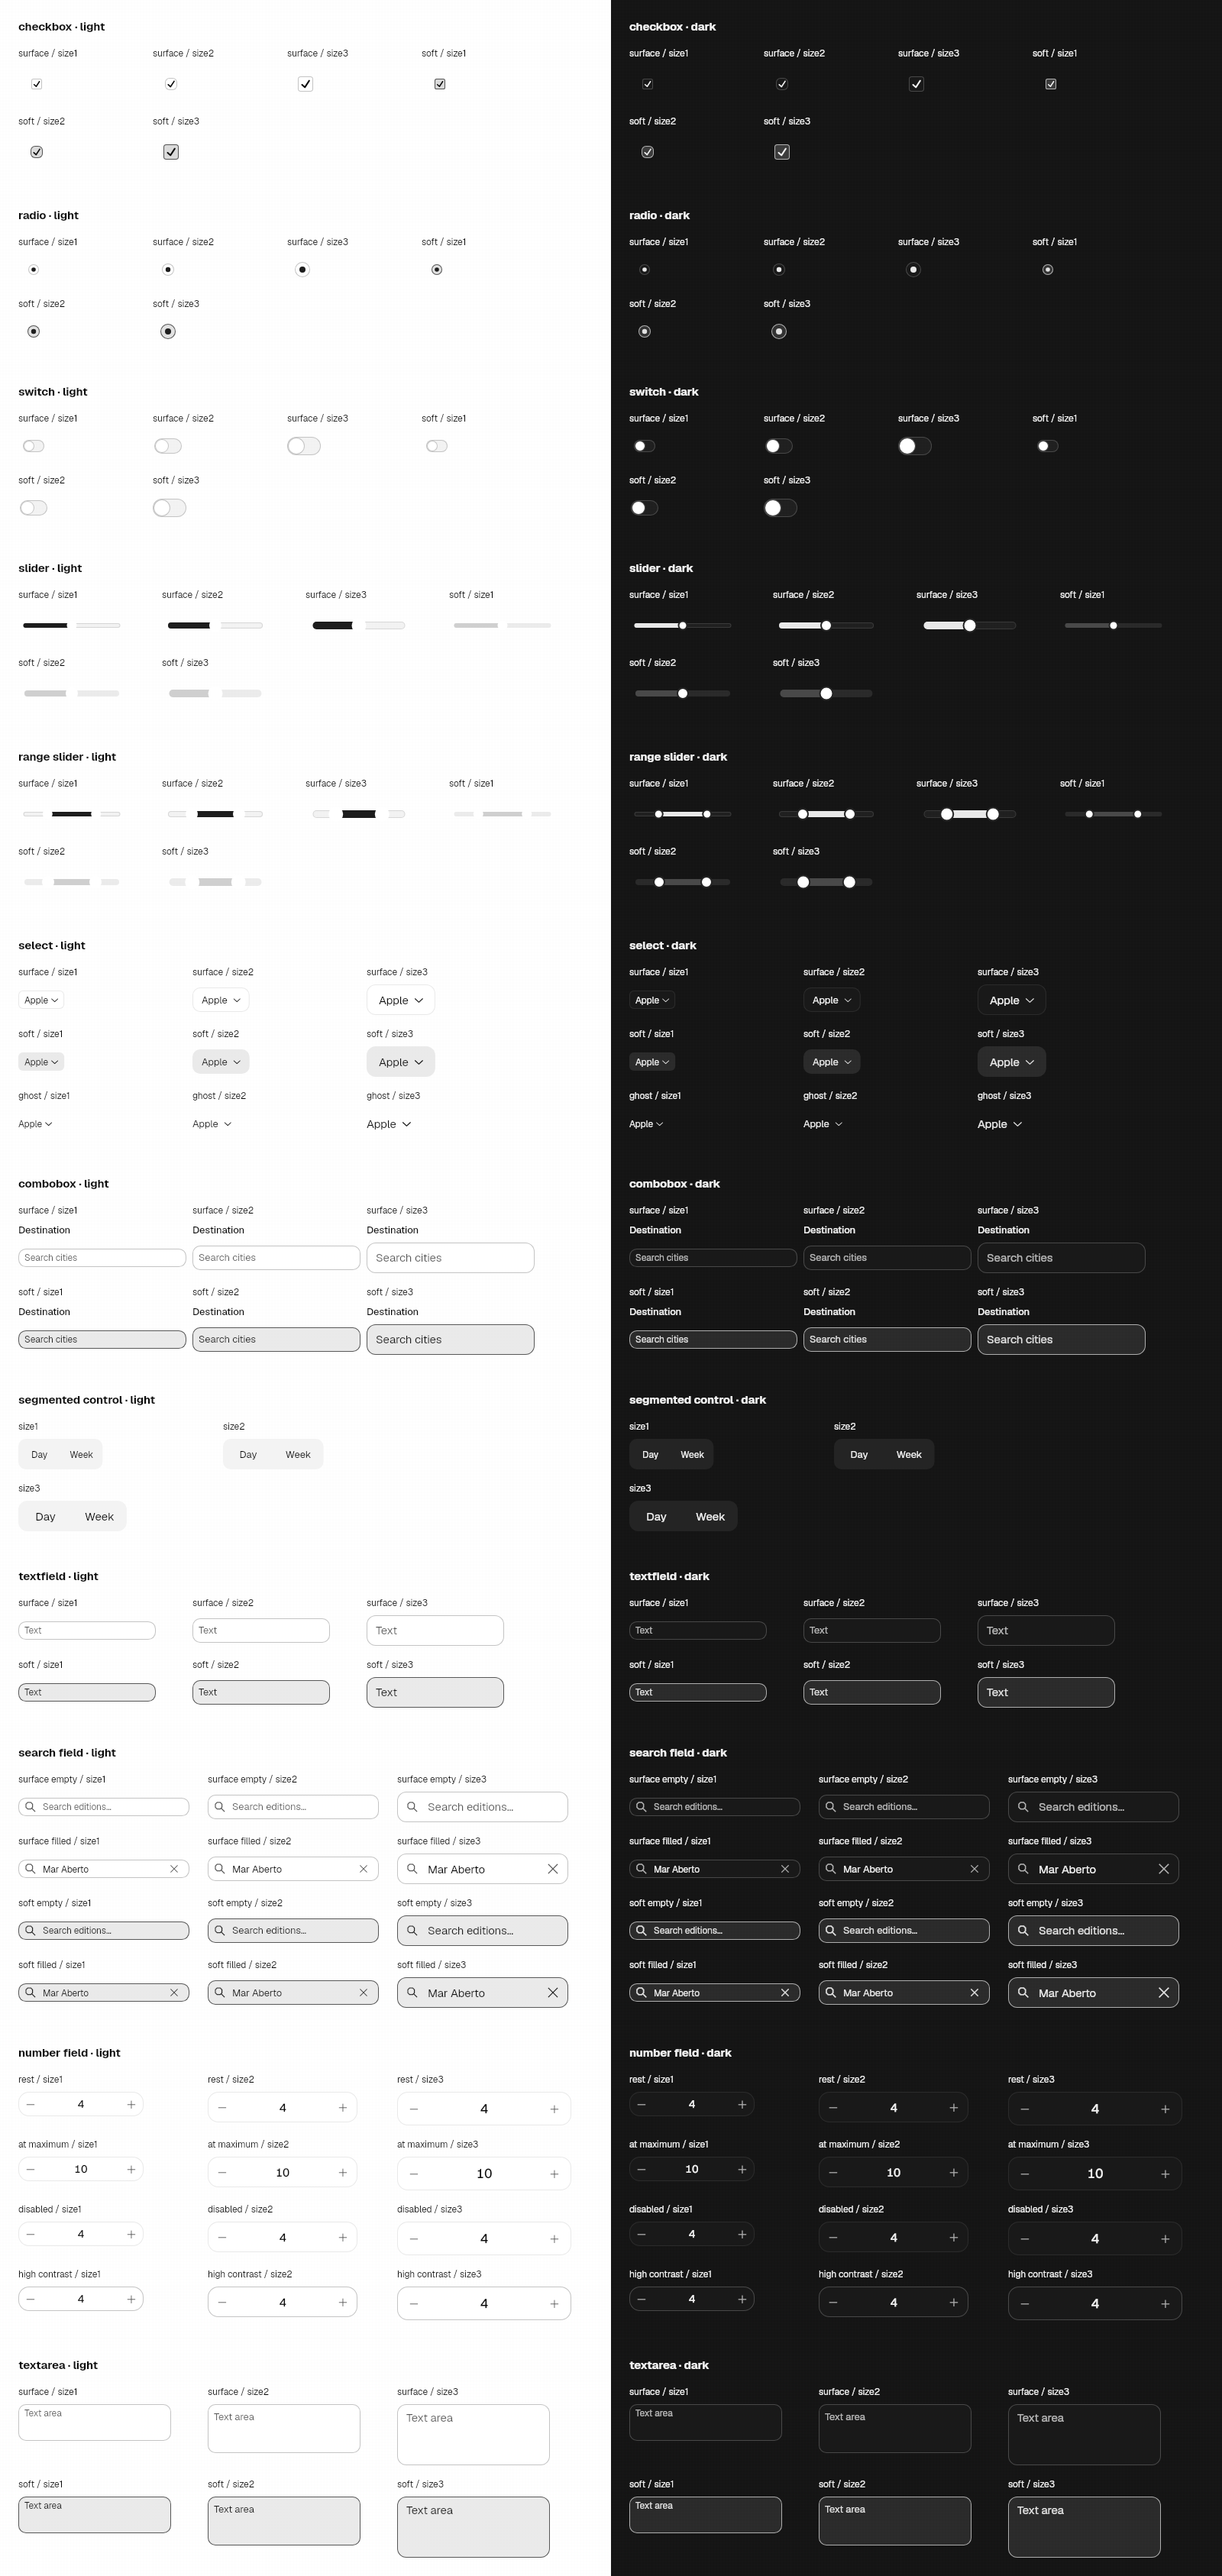 checkbox · light
surface / size1
surface / size2
surface / size3
soft / size1
soft / size2
soft / size3
radio · light
surface / size1
surface / size2
surface / size3
soft / size1
soft / size2
soft / size3
switch · light
surface / size1
surface / size2
surface / size3
soft / size1
soft / size2
soft / size3
slider · light
surface / size1
surface / size2
surface / size3
soft / size1
soft / size2
soft / size3
range slider · light
surface / size1
surface / size2
surface / size3
soft / size1
soft / size2
soft / size3
select · light
surface / size1
surface / size2
surface / size3
Apple
Apple
Apple
soft / size1
soft / size2
soft / size3
Apple
Apple
Apple
ghost / size1
ghost / size2
ghost / size3
Apple
Apple
Apple
combobox · light
surface / size1
surface / size2
surface / size3
Destination
Destination
Destination
Search cities
Search cities
Search cities
soft / size1
soft / size2
soft / size3
Destination
Destination
Destination
Search cities
Search cities
Search cities
segmented control · light
size1
size2
Day
Week
Day
Week
size3
Day
Week
textfield · light
surface / size1
surface / size2
surface / size3
Text
Text
Text
soft / size1
soft / size2
soft / size3
Text
Text
Text
search field · light
surface empty / size1
surface empty / size2
surface empty / size3
Search editions...
Search editions...
Search editions...
surface filled / size1
surface filled / size2
surface filled / size3
Mar Aberto
Mar Aberto
Mar Aberto
soft empty / size1
soft empty / size2
soft empty / size3
Search editions...
Search editions...
Search editions...
soft filled / size1
soft filled / size2
soft filled / size3
Mar Aberto
Mar Aberto
Mar Aberto
number field · light
rest / size1
rest / size2
rest / size3
4
4
4
at maximum / size1
at maximum / size2
at maximum / size3
10
10
10
disabled / size1
disabled / size2
disabled / size3
4
4
4
high contrast / size1
high contrast / size2
high contrast / size3
4
4
4
textarea · light
surface / size1
surface / size2
surface / size3
Text area
Text area
Text area
soft / size1
soft / size2
soft / size3
Text area
Text area
Text area
checkbox · dark
surface / size1
surface / size2
surface / size3
soft / size1
soft / size2
soft / size3
radio · dark
surface / size1
surface / size2
surface / size3
soft / size1
soft / size2
soft / size3
switch · dark
surface / size1
surface / size2
surface / size3
soft / size1
soft / size2
soft / size3
slider · dark
surface / size1
surface / size2
surface / size3
soft / size1
soft / size2
soft / size3
range slider · dark
surface / size1
surface / size2
surface / size3
soft / size1
soft / size2
soft / size3
select · dark
surface / size1
surface / size2
surface / size3
Apple
Apple
Apple
soft / size1
soft / size2
soft / size3
Apple
Apple
Apple
ghost / size1
ghost / size2
ghost / size3
Apple
Apple
Apple
combobox · dark
surface / size1
surface / size2
surface / size3
Destination
Destination
Destination
Search cities
Search cities
Search cities
soft / size1
soft / size2
soft / size3
Destination
Destination
Destination
Search cities
Search cities
Search cities
segmented control · dark
size1
size2
Day
Week
Day
Week
size3
Day
Week
textfield · dark
surface / size1
surface / size2
surface / size3
Text
Text
Text
soft / size1
soft / size2
soft / size3
Text
Text
Text
search field · dark
surface empty / size1
surface empty / size2
surface empty / size3
Search editions...
Search editions...
Search editions...
surface filled / size1
surface filled / size2
surface filled / size3
Mar Aberto
Mar Aberto
Mar Aberto
soft empty / size1
soft empty / size2
soft empty / size3
Search editions...
Search editions...
Search editions...
soft filled / size1
soft filled / size2
soft filled / size3
Mar Aberto
Mar Aberto
Mar Aberto
number field · dark
rest / size1
rest / size2
rest / size3
4
4
4
at maximum / size1
at maximum / size2
at maximum / size3
10
10
10
disabled / size1
disabled / size2
disabled / size3
4
4
4
high contrast / size1
high contrast / size2
high contrast / size3
4
4
4
textarea · dark
surface / size1
surface / size2
surface / size3
Text area
Text area
Text area
soft / size1
soft / size2
soft / size3
Text area
Text area
Text area